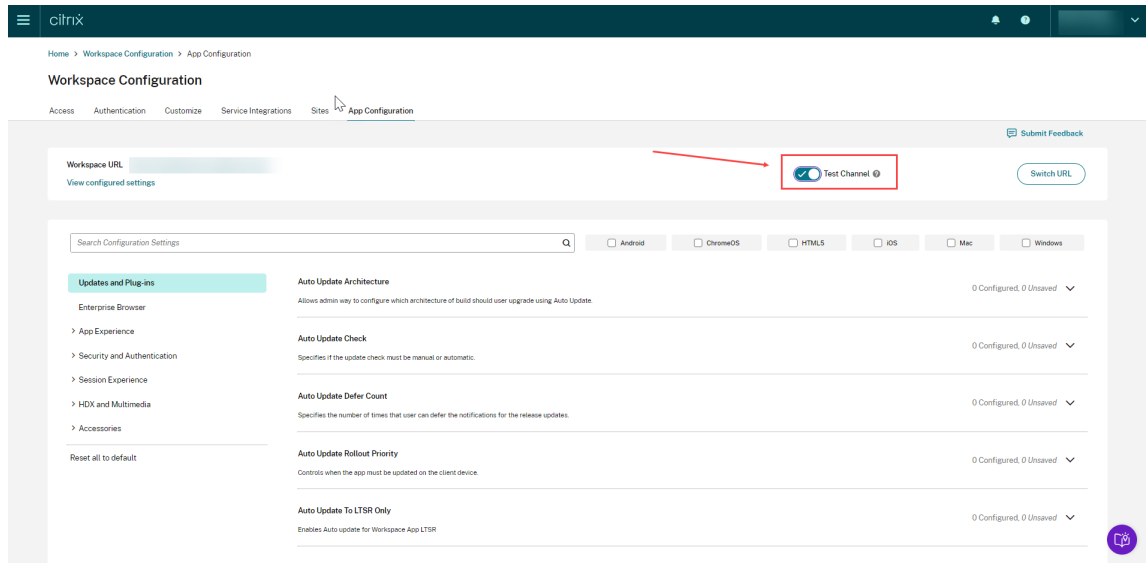 citrix
Home > Workspace Configuration > App Configuration
Workspace Configuration
Access Authentication Customize Service Integrations Sites App Configuration
Submit Feedback
Workspace URL
Test Channel
Switch URL
View configured settings
Search Configuration Settings
Android ChromeOS HTML5 iOS Mac Windows
Updates and Plug-ins
Enterprise Browser
> App Experience
> Security and Authentication
> Session Experience
> HDX and Multimedia
> Accessories
Reset all to default
Auto Update Architecture
Allows admin way to configure which architecture of build should user upgrade using Auto Update.
0 Configured, 0 Unsaved
Auto Update Check
Specifies if the update check must be manual or automatic.
0 Configured, 0 Unsaved
Auto Update Defer Count
Specifies the number of times that user can defer the notifications for the release updates.
0 Configured, 0 Unsaved
Auto Update Rollout Priority
Controls when the app must be updated on the client device.
0 Configured, 0 Unsaved
Auto Update To LTSR Only
Enables Auto update for Workspace App LTSR
0 Configured, 0 Unsaved